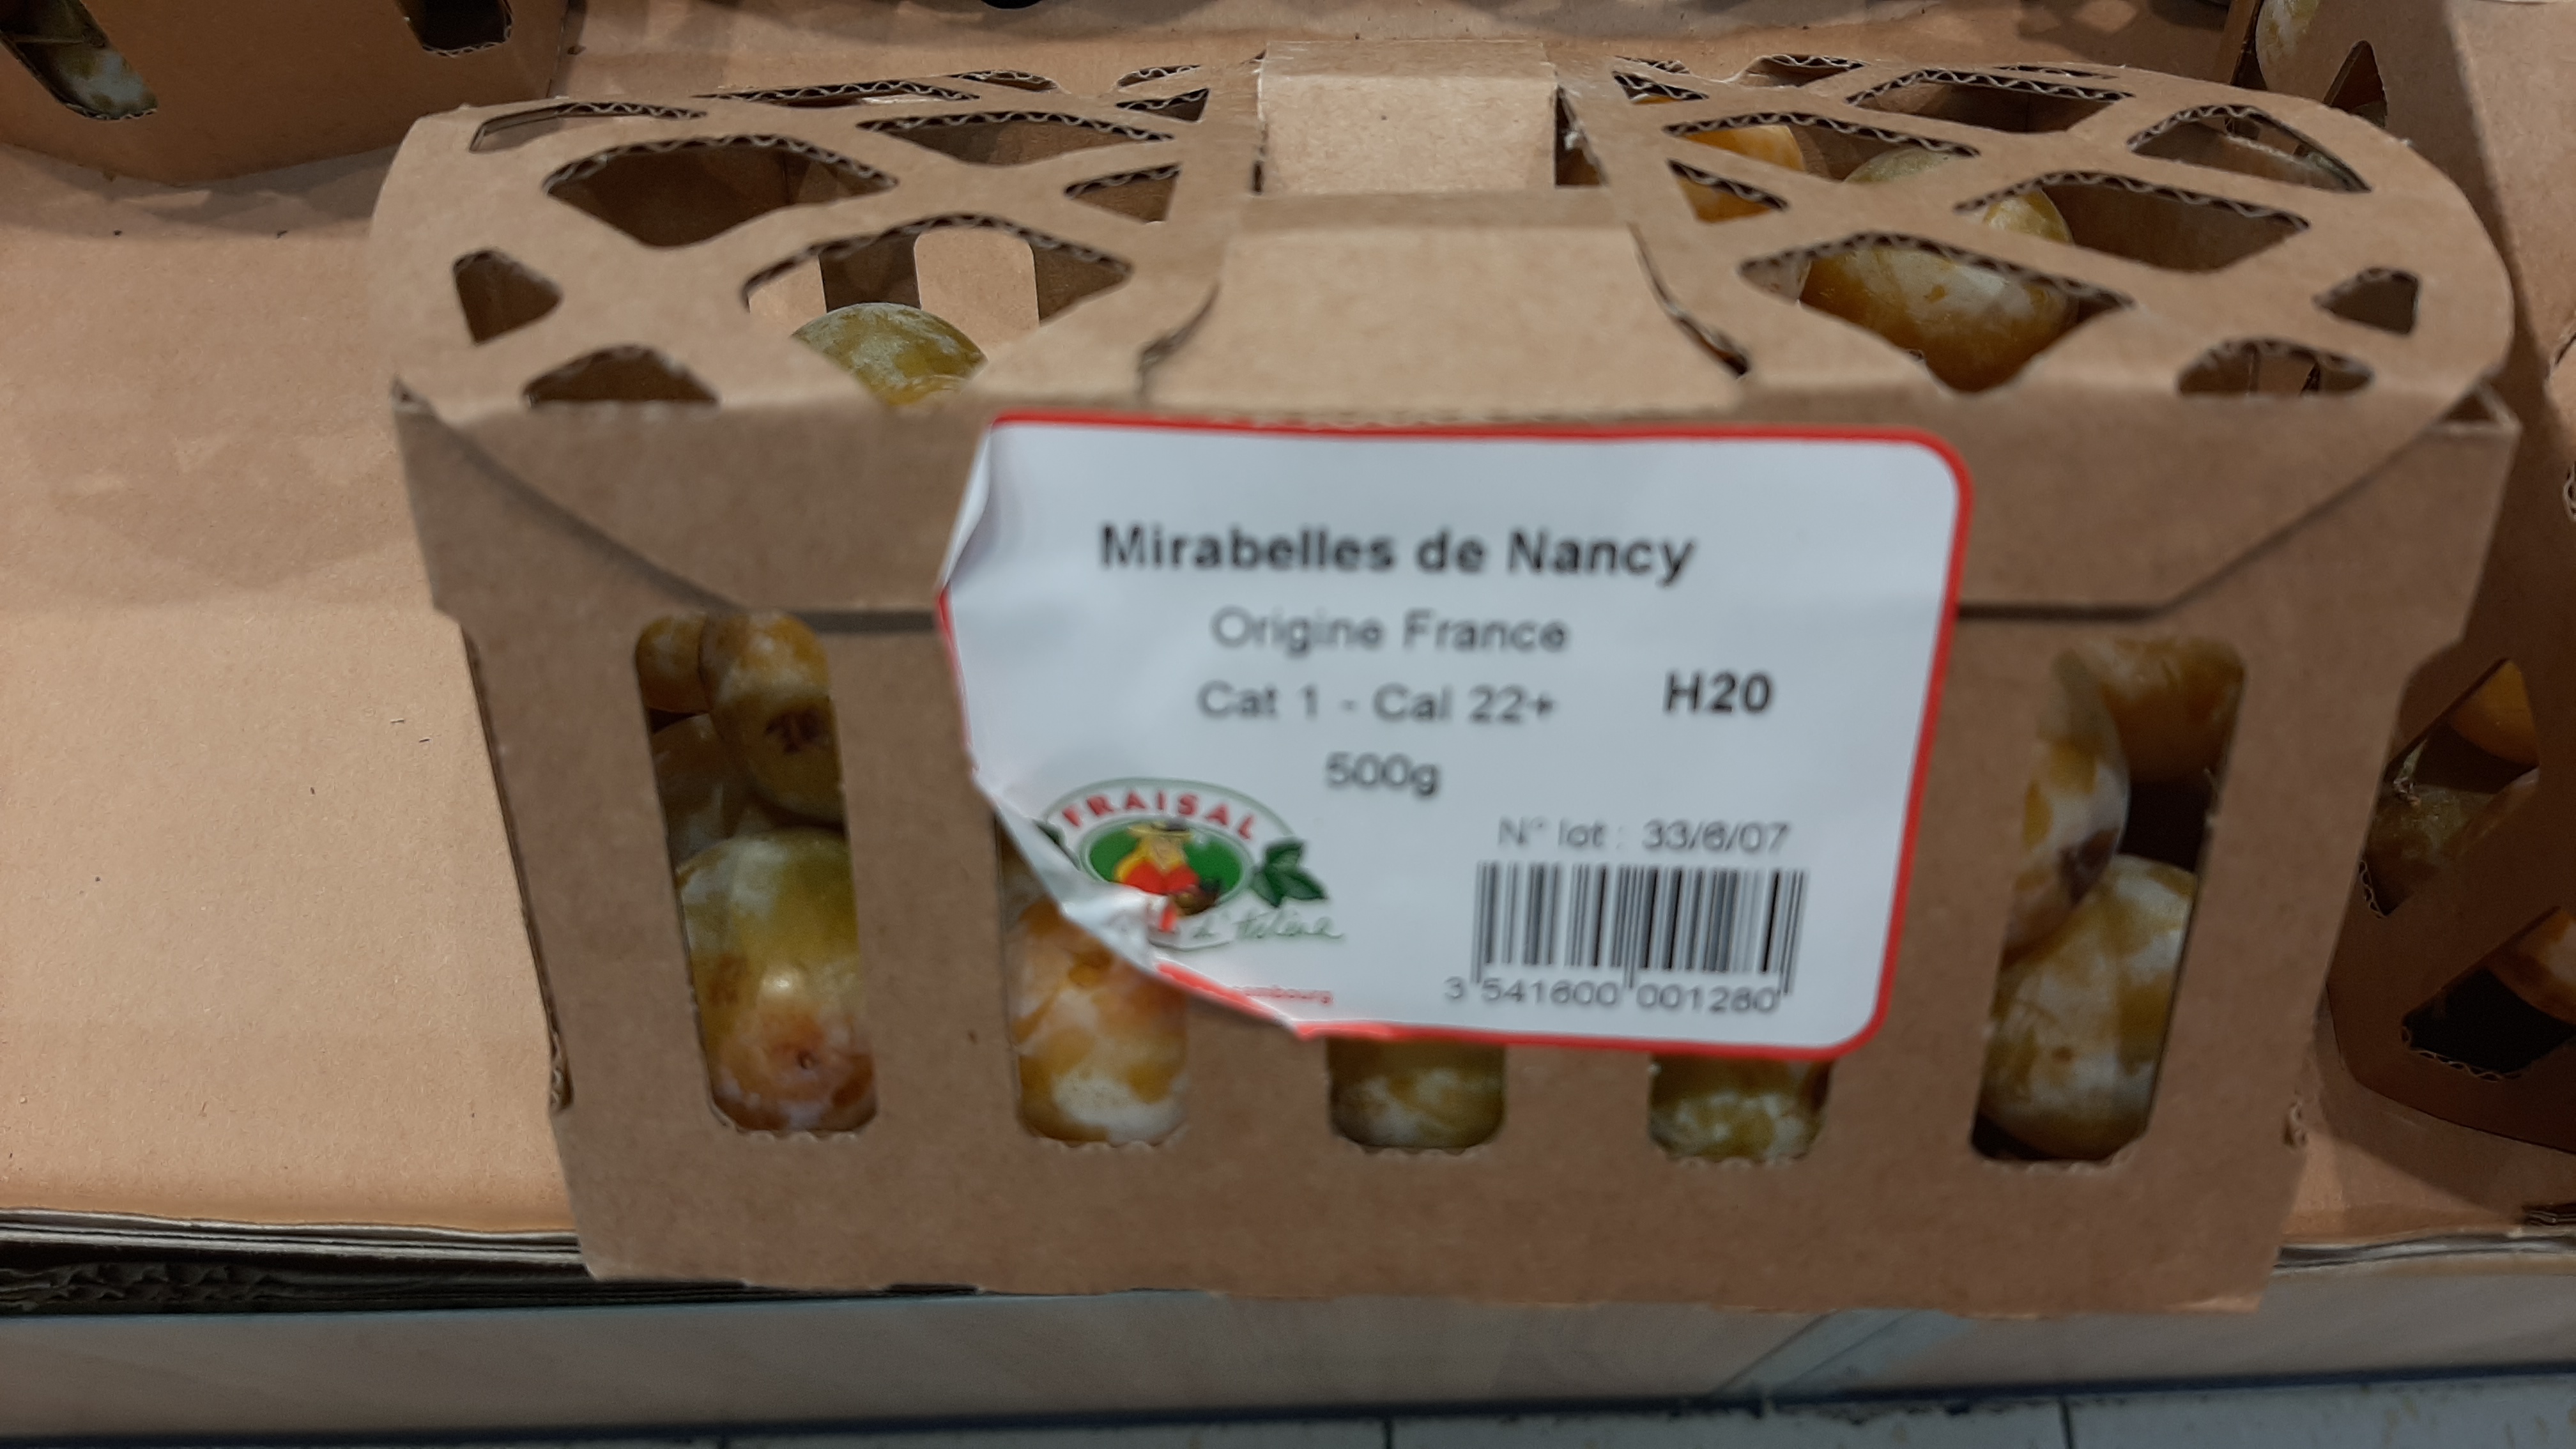 Mirabelles de Nancy
Origine France
Cat 1 - Cal 22+ H20
500g
FRAISAL
N° lot : 33/6/07
3 541600 001280